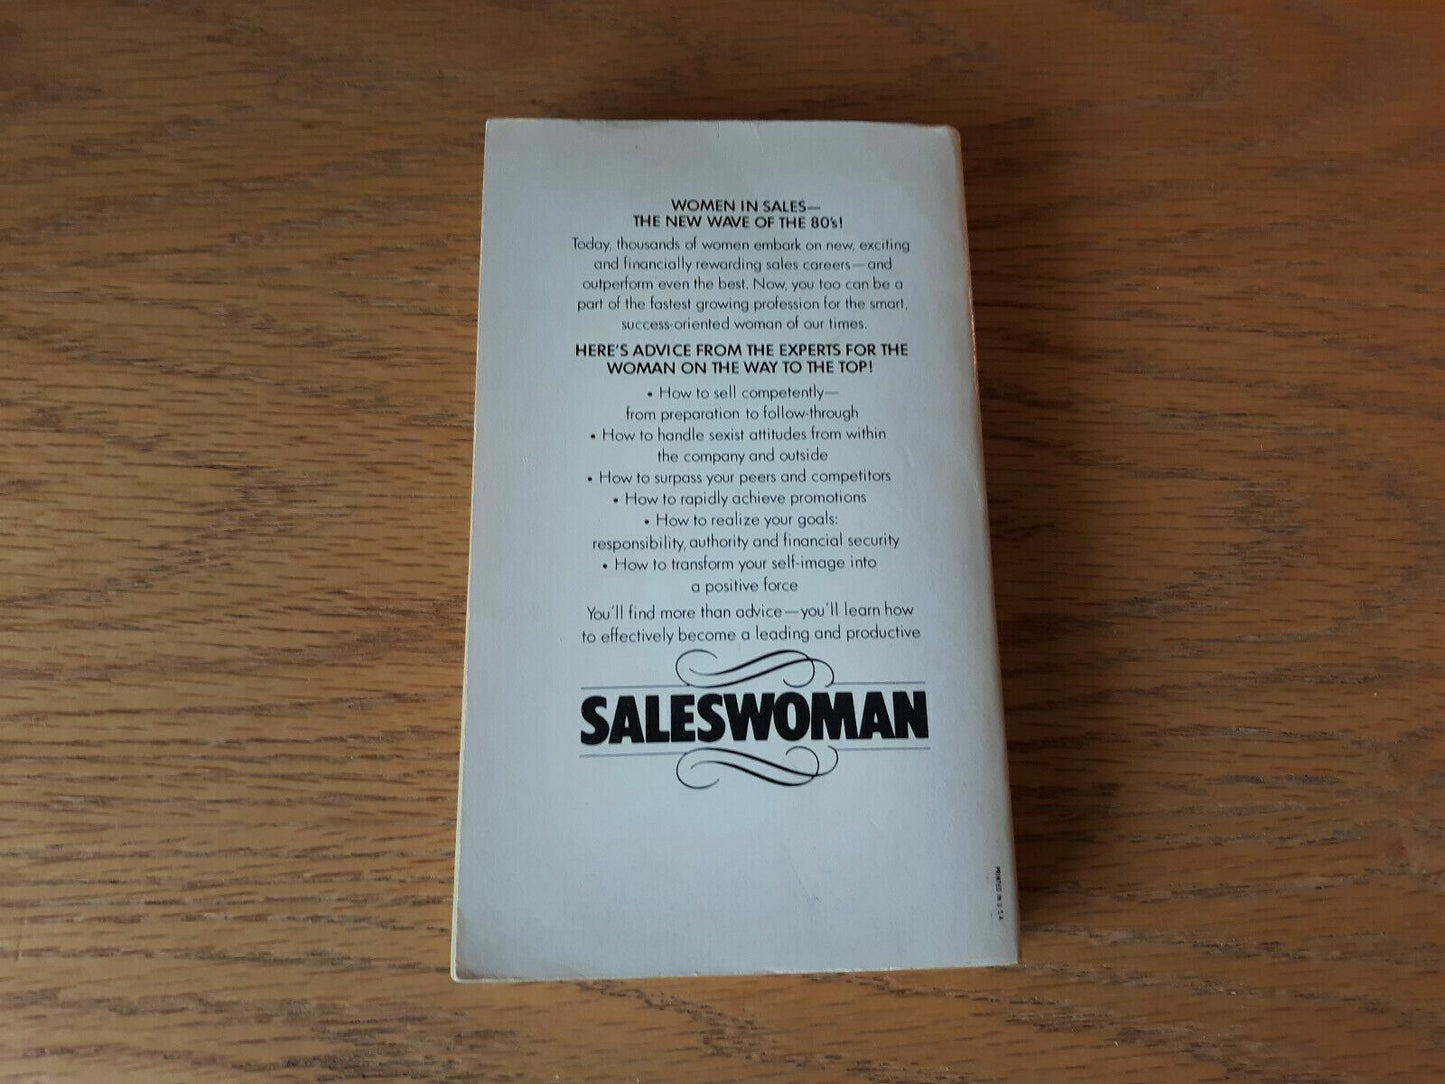 WOMEN IN SALES—
THE NEW WAVE OF THE 80's!
Today, thousands of women embark on new, exciting
and financially rewarding sales careers—and
outperform even the best. Now, you too can be a
part of the fastest growing profession for the smart,
success-oriented woman of our times.
HERE'S ADVICE FROM THE EXPERTS FOR THE
WOMAN ON THE WAY TO THE TOP!
• How to sell competently—
from preparation to follow-through
• How to handle sexist attitudes from within
the company and outside
• How to surpass your peers and competitors
• How to rapidly achieve promotions
• How to realize your goals:
responsibility, authority and financial security
• How to transform your self-image into
a positive force
You'll find more than advice—you'll learn how
to effectively become a leading and productive
SALESWOMAN
PRINTED IN U.S.A.